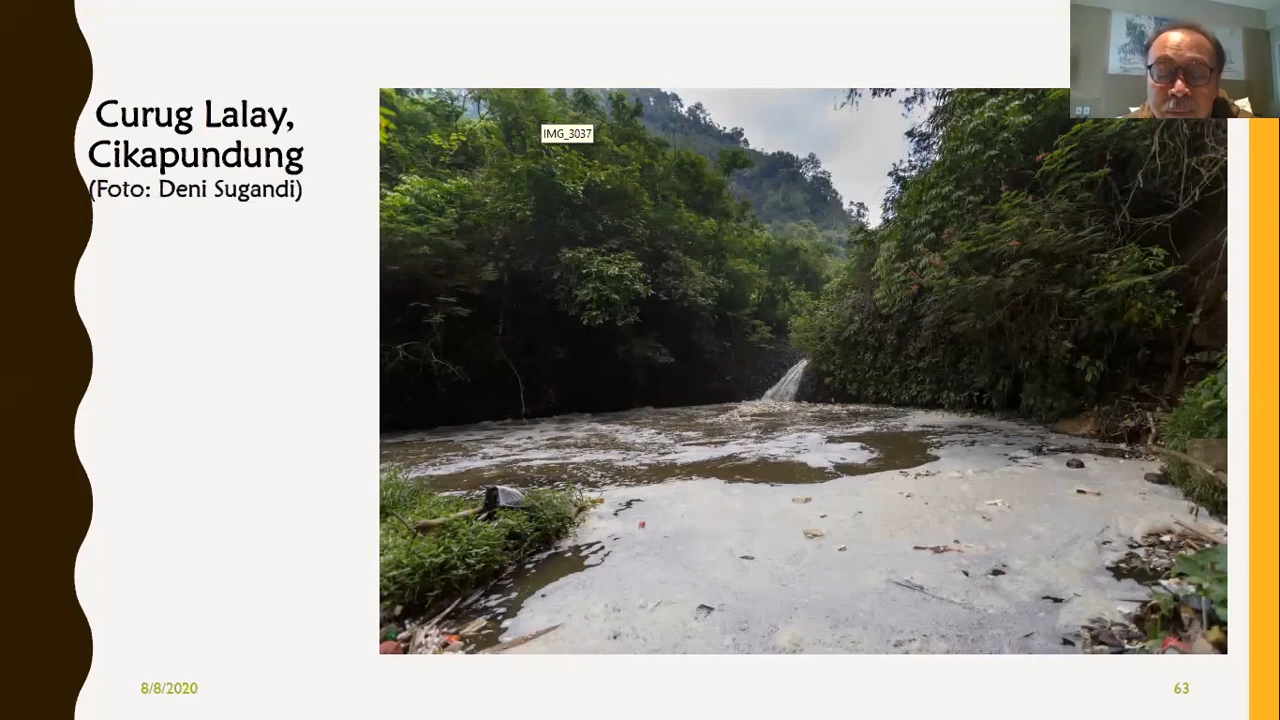 Curug Lalay,
Cikapundung
(Foto: Deni Sugandi)
IMG_3037
8/8/2020
63